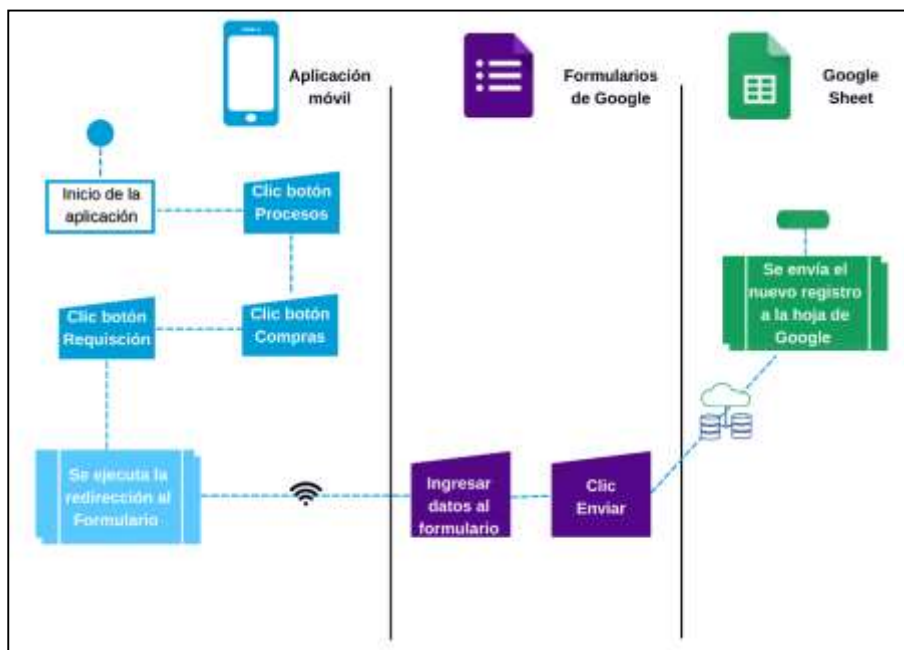 Aplicación
móvil
Formularios
de Google
Google
Sheet
Inicio de la
aplicación
Clic botón
Procesos
Clic botón
Requisción
Clic botón
Compras
Se ejecuta la
redirección al
Formulario
Ingresar
datos al
formulario
Clic
Enviar
Se envía el
nuevo registro
a la hoja de
Google